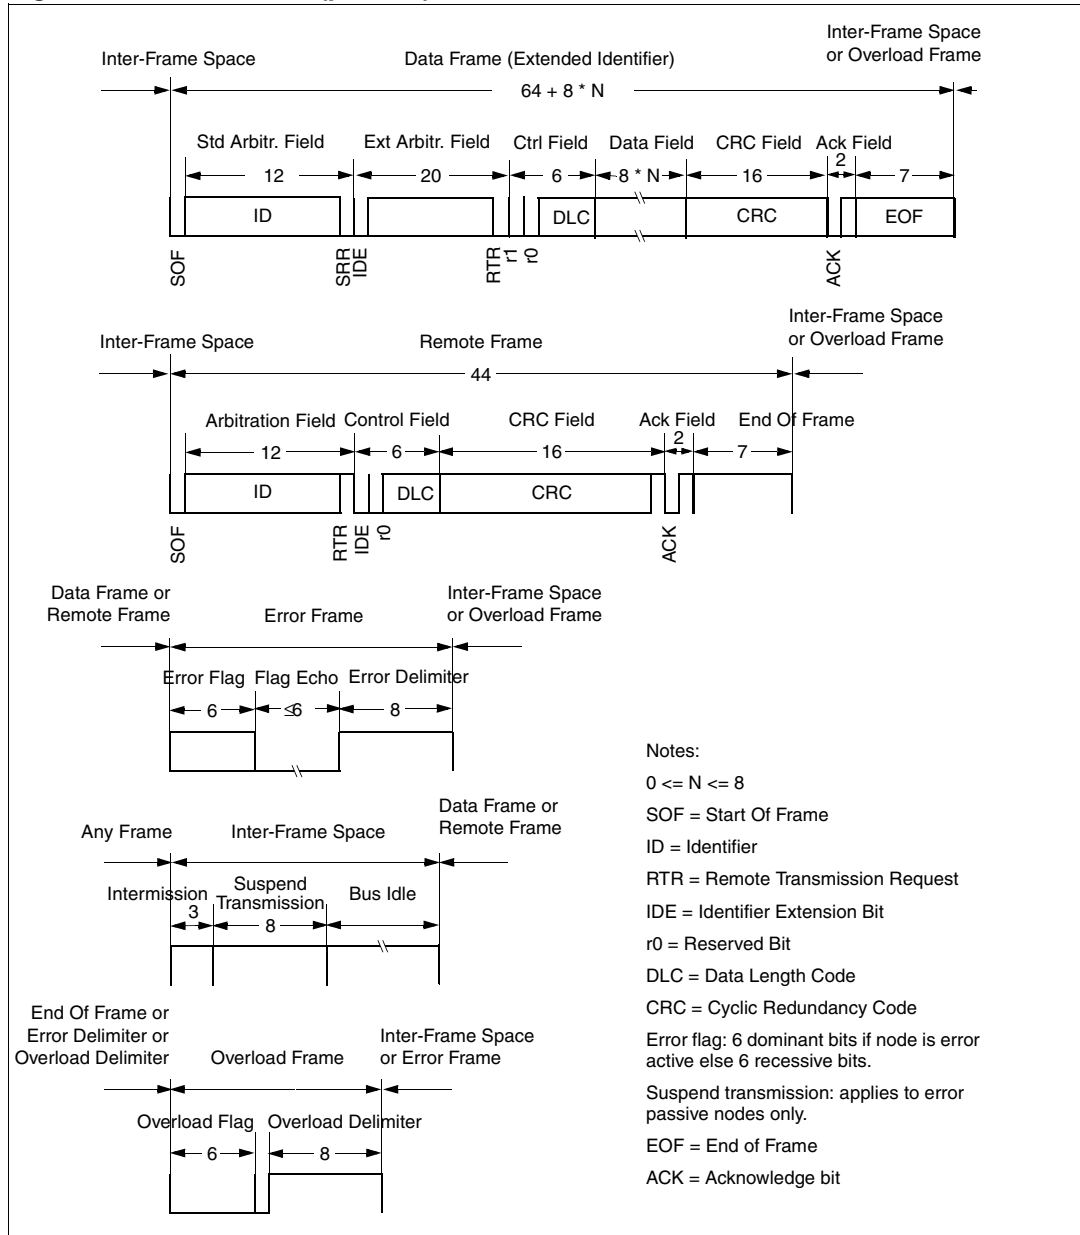 Inter-Frame Space
Data Frame (Extended Identifier)
Inter-Frame Space
or Overload Frame
64 + 8 * N
Std Arbitr. Field
Ext Arbitr. Field
Ctrl Field
Data Field
CRC Field
Ack Field
12
20
6
8 * N
16
2
7
ID
DLC
CRC
EOF
SOF
SRR
IDE
RTR
r1
r0
ACK
Inter-Frame Space
Remote Frame
Inter-Frame Space
or Overload Frame
44
Arbitration Field
Control Field
CRC Field
Ack Field
End Of Frame
12
6
16
2
7
ID
DLC
CRC
SOF
RTR
IDE
r0
ACK
Data Frame or
Remote Frame
Error Frame
Inter-Frame Space
or Overload Frame
Error Flag
Flag Echo
Error Delimiter
6
≤6
8
Any Frame
Inter-Frame Space
Data Frame or
Remote Frame
Intermission
Suspend
Transmission
Bus Idle
3
8
End Of Frame or
Error Delimiter or
Overload Delimiter
Overload Frame
Inter-Frame Space
or Error Frame
Overload Flag
Overload Delimiter
6
8
Notes:
0 <= N <= 8
SOF = Start Of Frame
ID = Identifier
RTR = Remote Transmission Request
IDE = Identifier Extension Bit
r0 = Reserved Bit
DLC = Data Length Code
CRC = Cyclic Redundancy Code
Error flag: 6 dominant bits if node is error
active else 6 recessive bits.
Suspend transmission: applies to error
passive nodes only.
EOF = End of Frame
ACK = Acknowledge bit